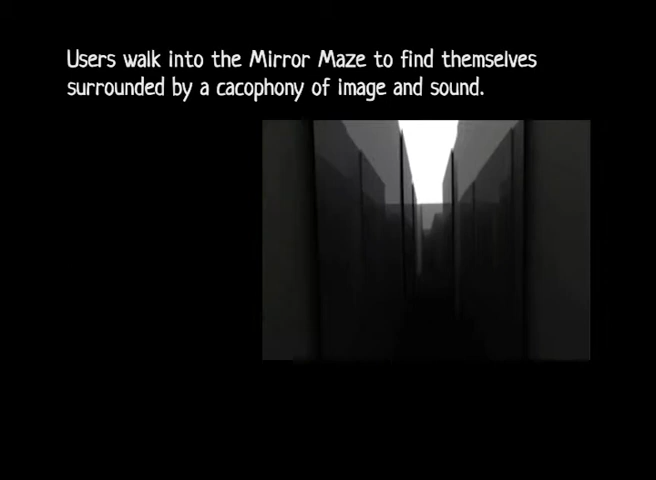 Users walk into the Mirror Maze to find themselves
surrounded by a cacophony of image and sound.